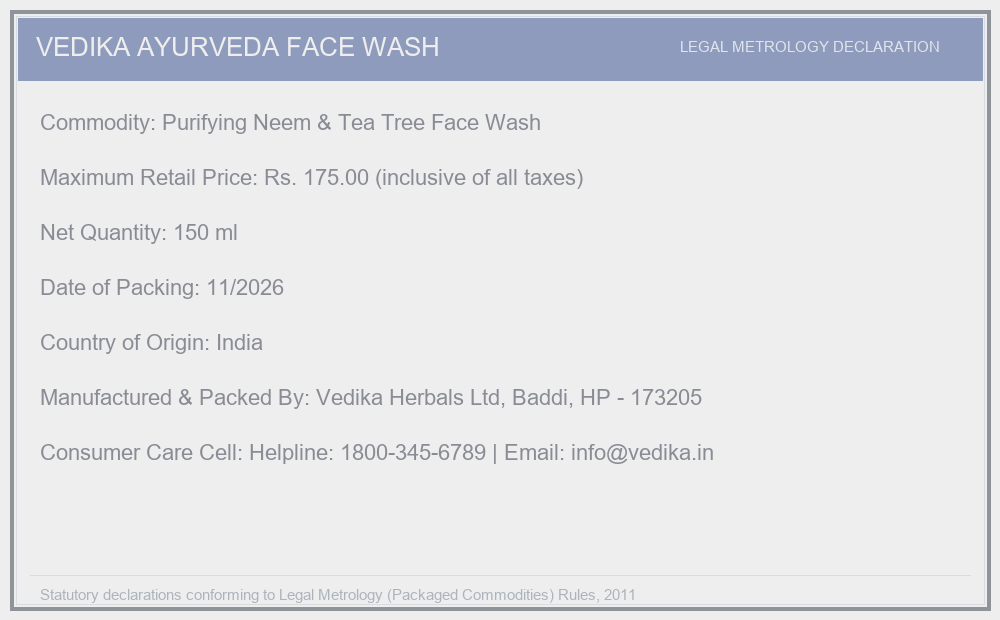 VEDIKA AYURVEDA FACE WASH
LEGAL METROLOGY DECLARATION
Commodity: Purifying Neem & Tea Tree Face Wash
Maximum Retail Price: Rs. 175.00 (inclusive of all taxes)
Net Quantity: 150 ml
Date of Packing: 11/2026
Country of Origin: India
Manufactured & Packed By: Vedika Herbals Ltd, Baddi, HP - 173205
Consumer Care Cell: Helpline: 1800-345-6789 | Email: info@vedika.in
Statutory declarations conforming to Legal Metrology (Packaged Commodities) Rules, 2011